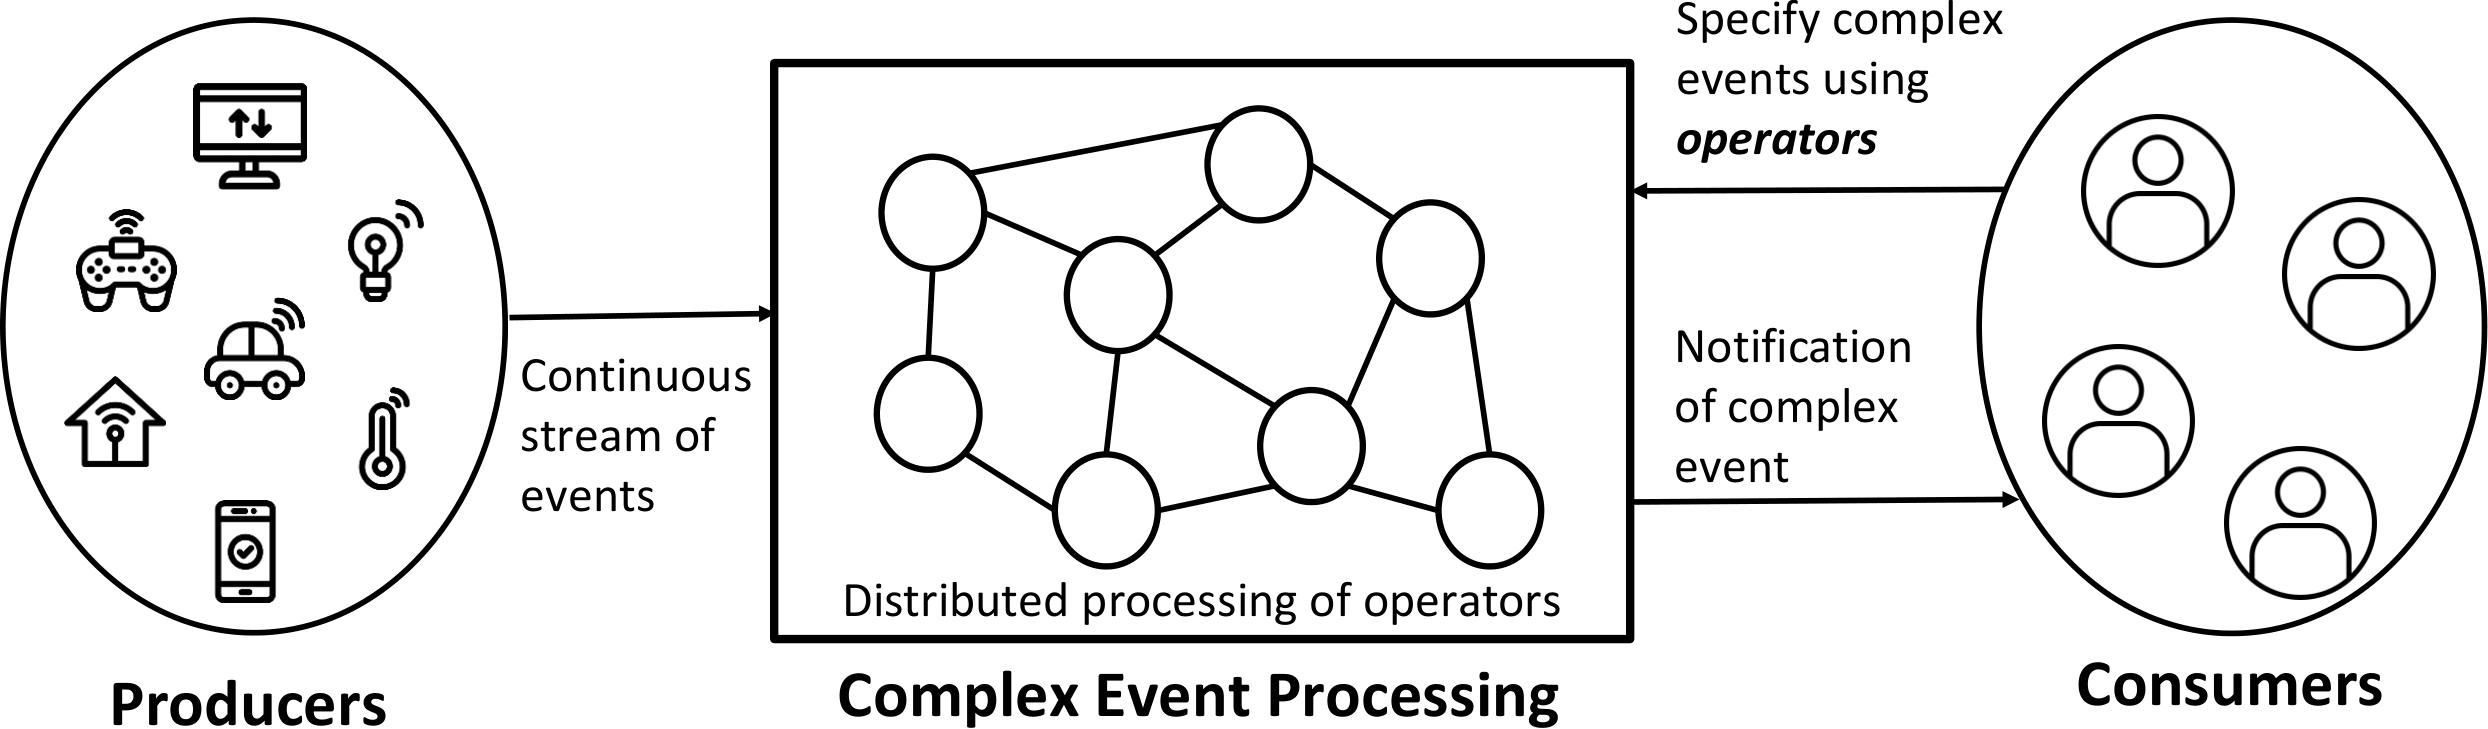 Specify complex
events using
operators
Continuous
stream of
events
Notification
of complex
event
Distributed processing of operators
Producers
Complex Event Processing
Consumers